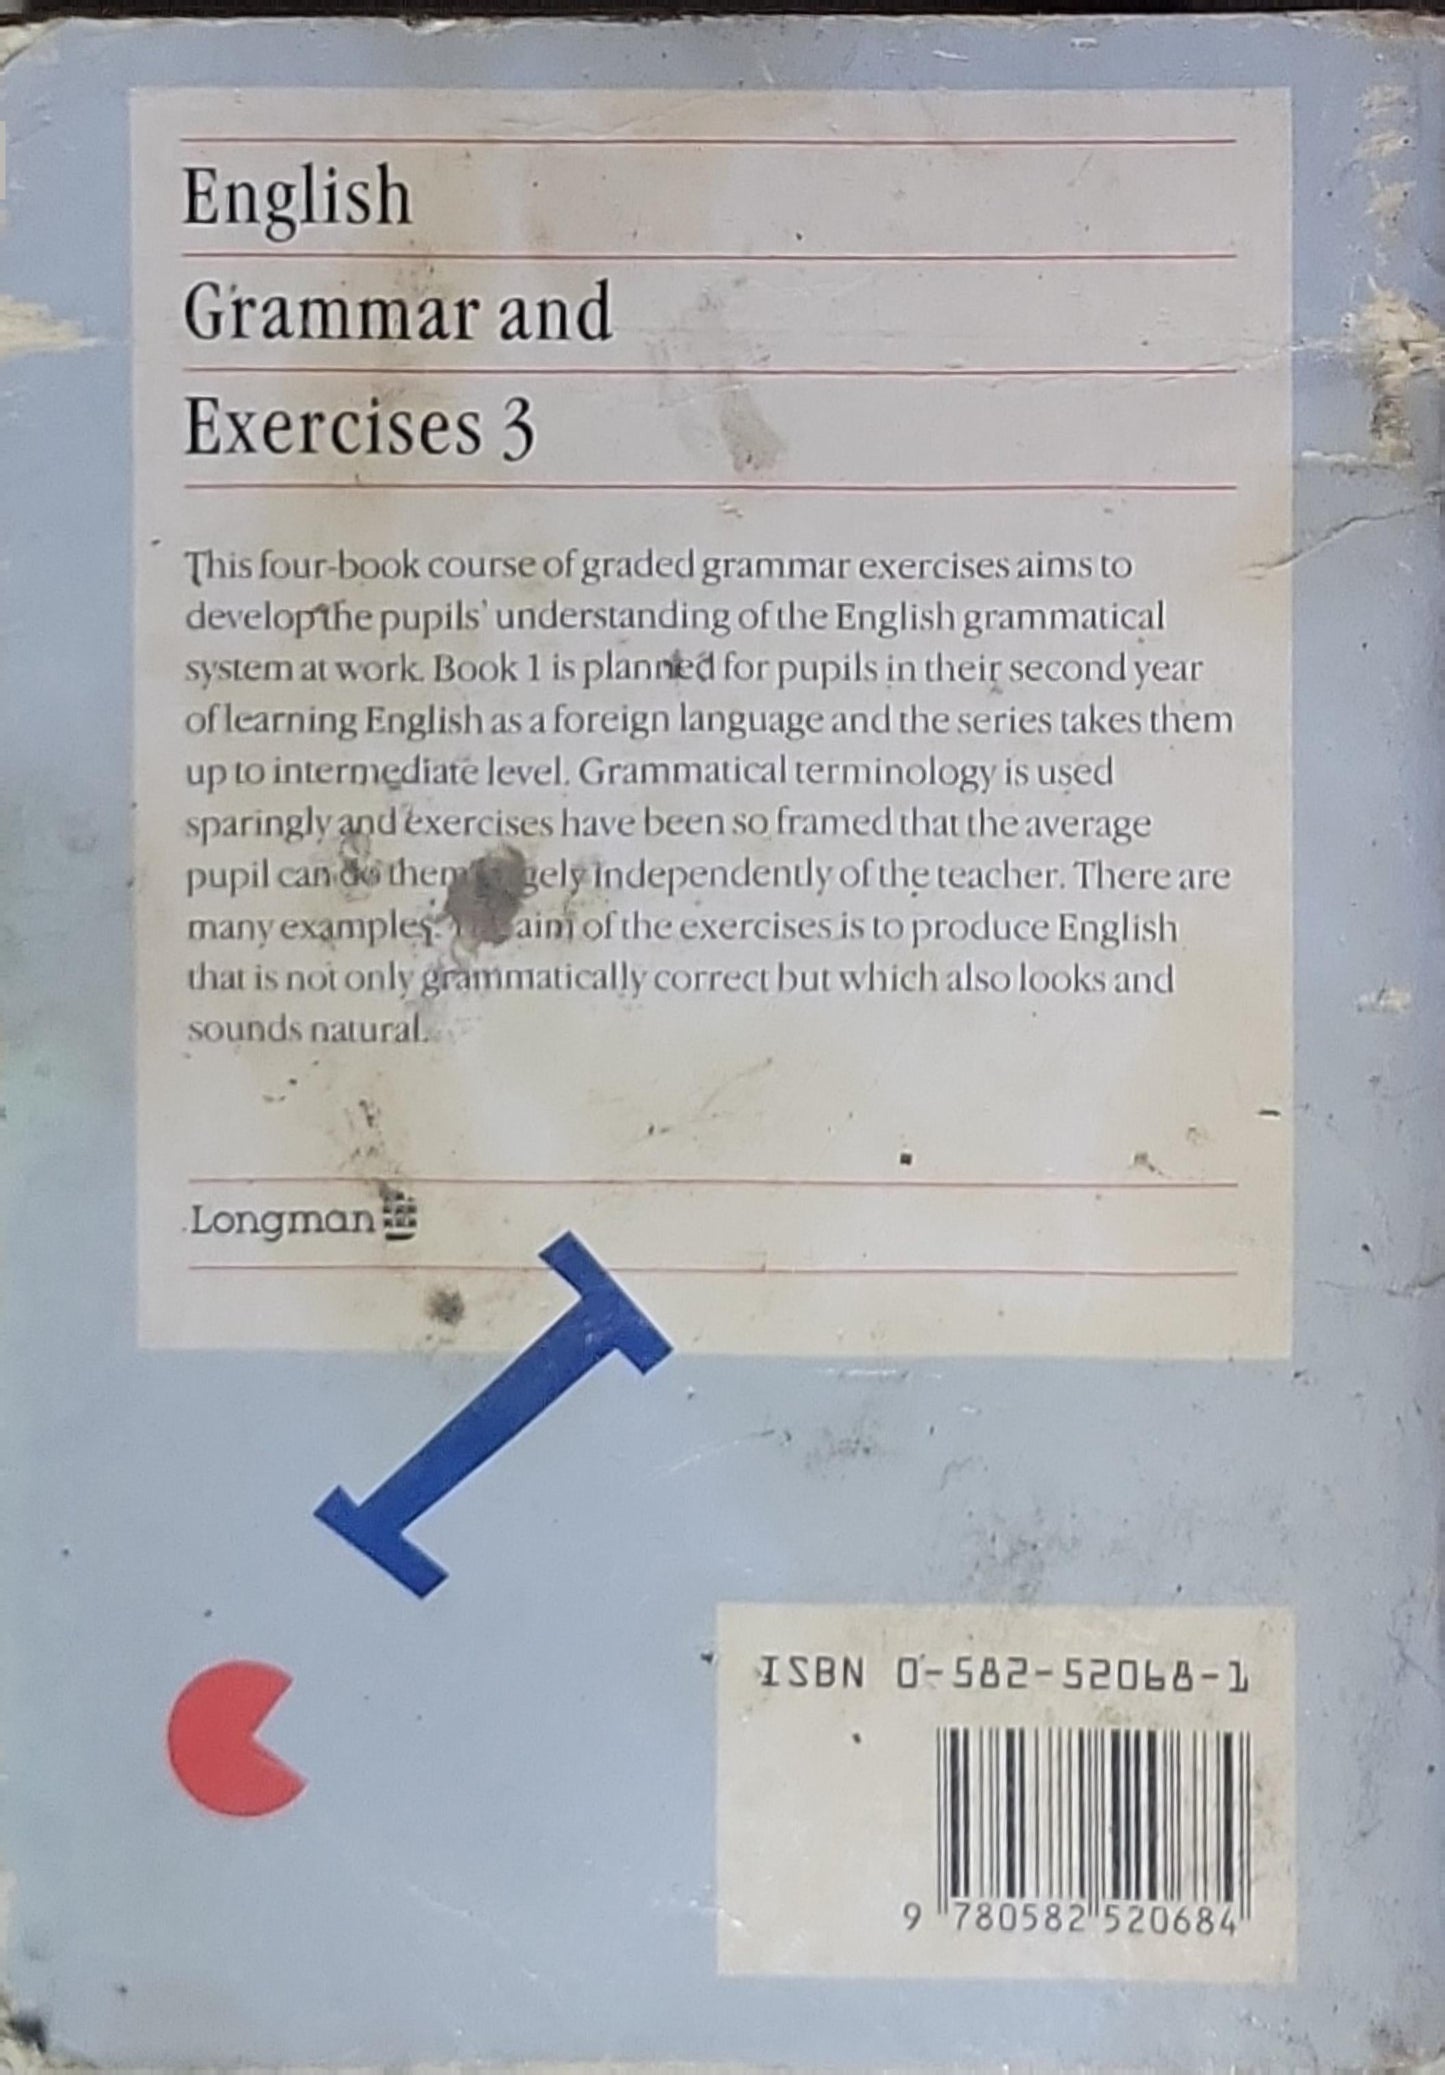 English
Grammar and
Exercises 3
This four-book course of graded grammar exercises aims to
develop the pupils' understanding of the English grammatical
system at work. Book 1 is planned for pupils in their second year
of learning English as a foreign language and the series takes them
up to intermediate level. Grammatical terminology is used
sparingly and exercises have been so framed that the average
pupil can do them independently of the teacher. There are
many examples. aim of the exercises is to produce English
that is not only grammatically correct but which also looks and
sounds natural.
Longman
I
ISBN 0-582-52068-1
9 780582 520684